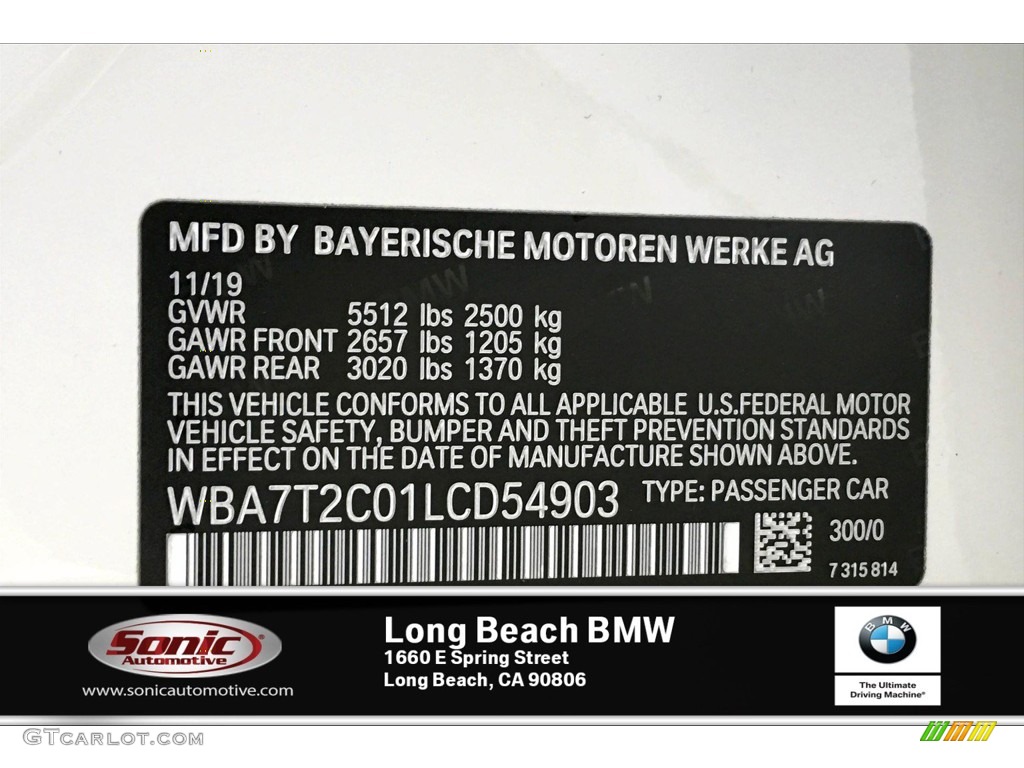 MFD BY BAYERISCHE MOTOREN WERKE AG
11/19
GVWR 5512 lbs 2500 kg
GAWR FRONT 2657 lbs 1205 kg
GAWR REAR 3020 lbs 1370 kg
THIS VEHICLE CONFORMS TO ALL APPLICABLE U.S.FEDERAL MOTOR
VEHICLE SAFETY, BUMPER AND THEFT PREVENTION STANDARDS
IN EFFECT ON THE DATE OF MANUFACTURE SHOWN ABOVE.
WBA7T2C01LCD54903 TYPE: PASSENGER CAR
300/0
7 315 814
Sonic
Automotive
www.sonicautomotive.com
Long Beach BMW
1660 E Spring Street
Long Beach, CA 90806
BMW
The Ultimate
Driving Machine®
GTcarlot.com